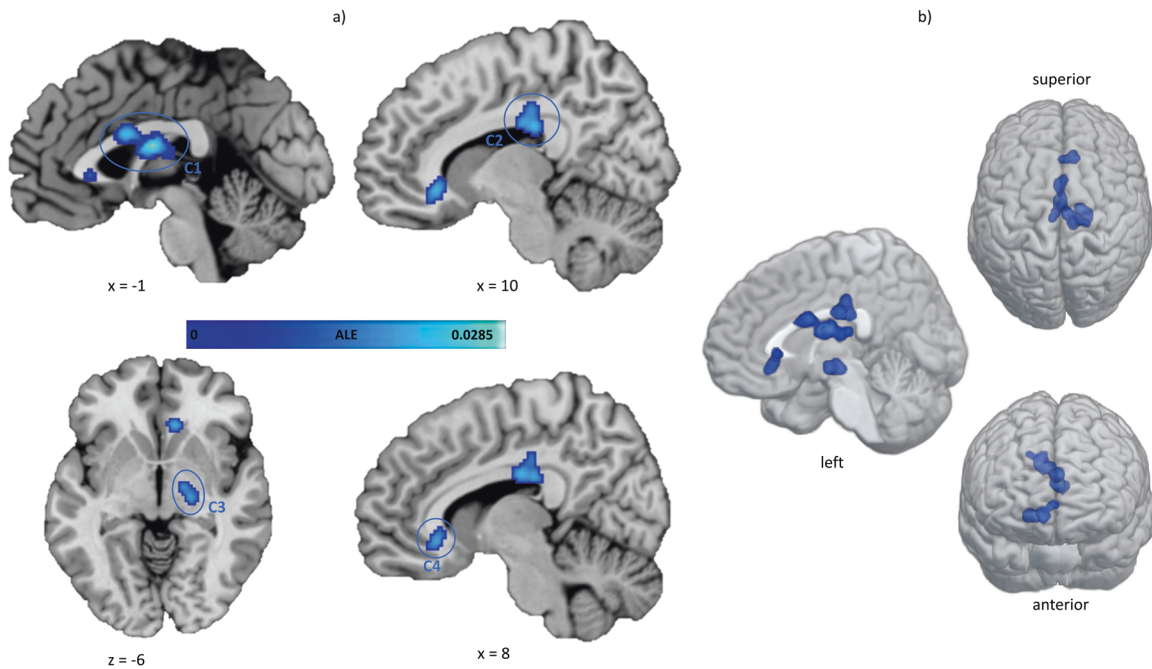 a)
b)
C1
C2
x = -1
x = 10
superior
0 ALE 0.0285
C3
C4
left
z = -6
x = 8
anterior